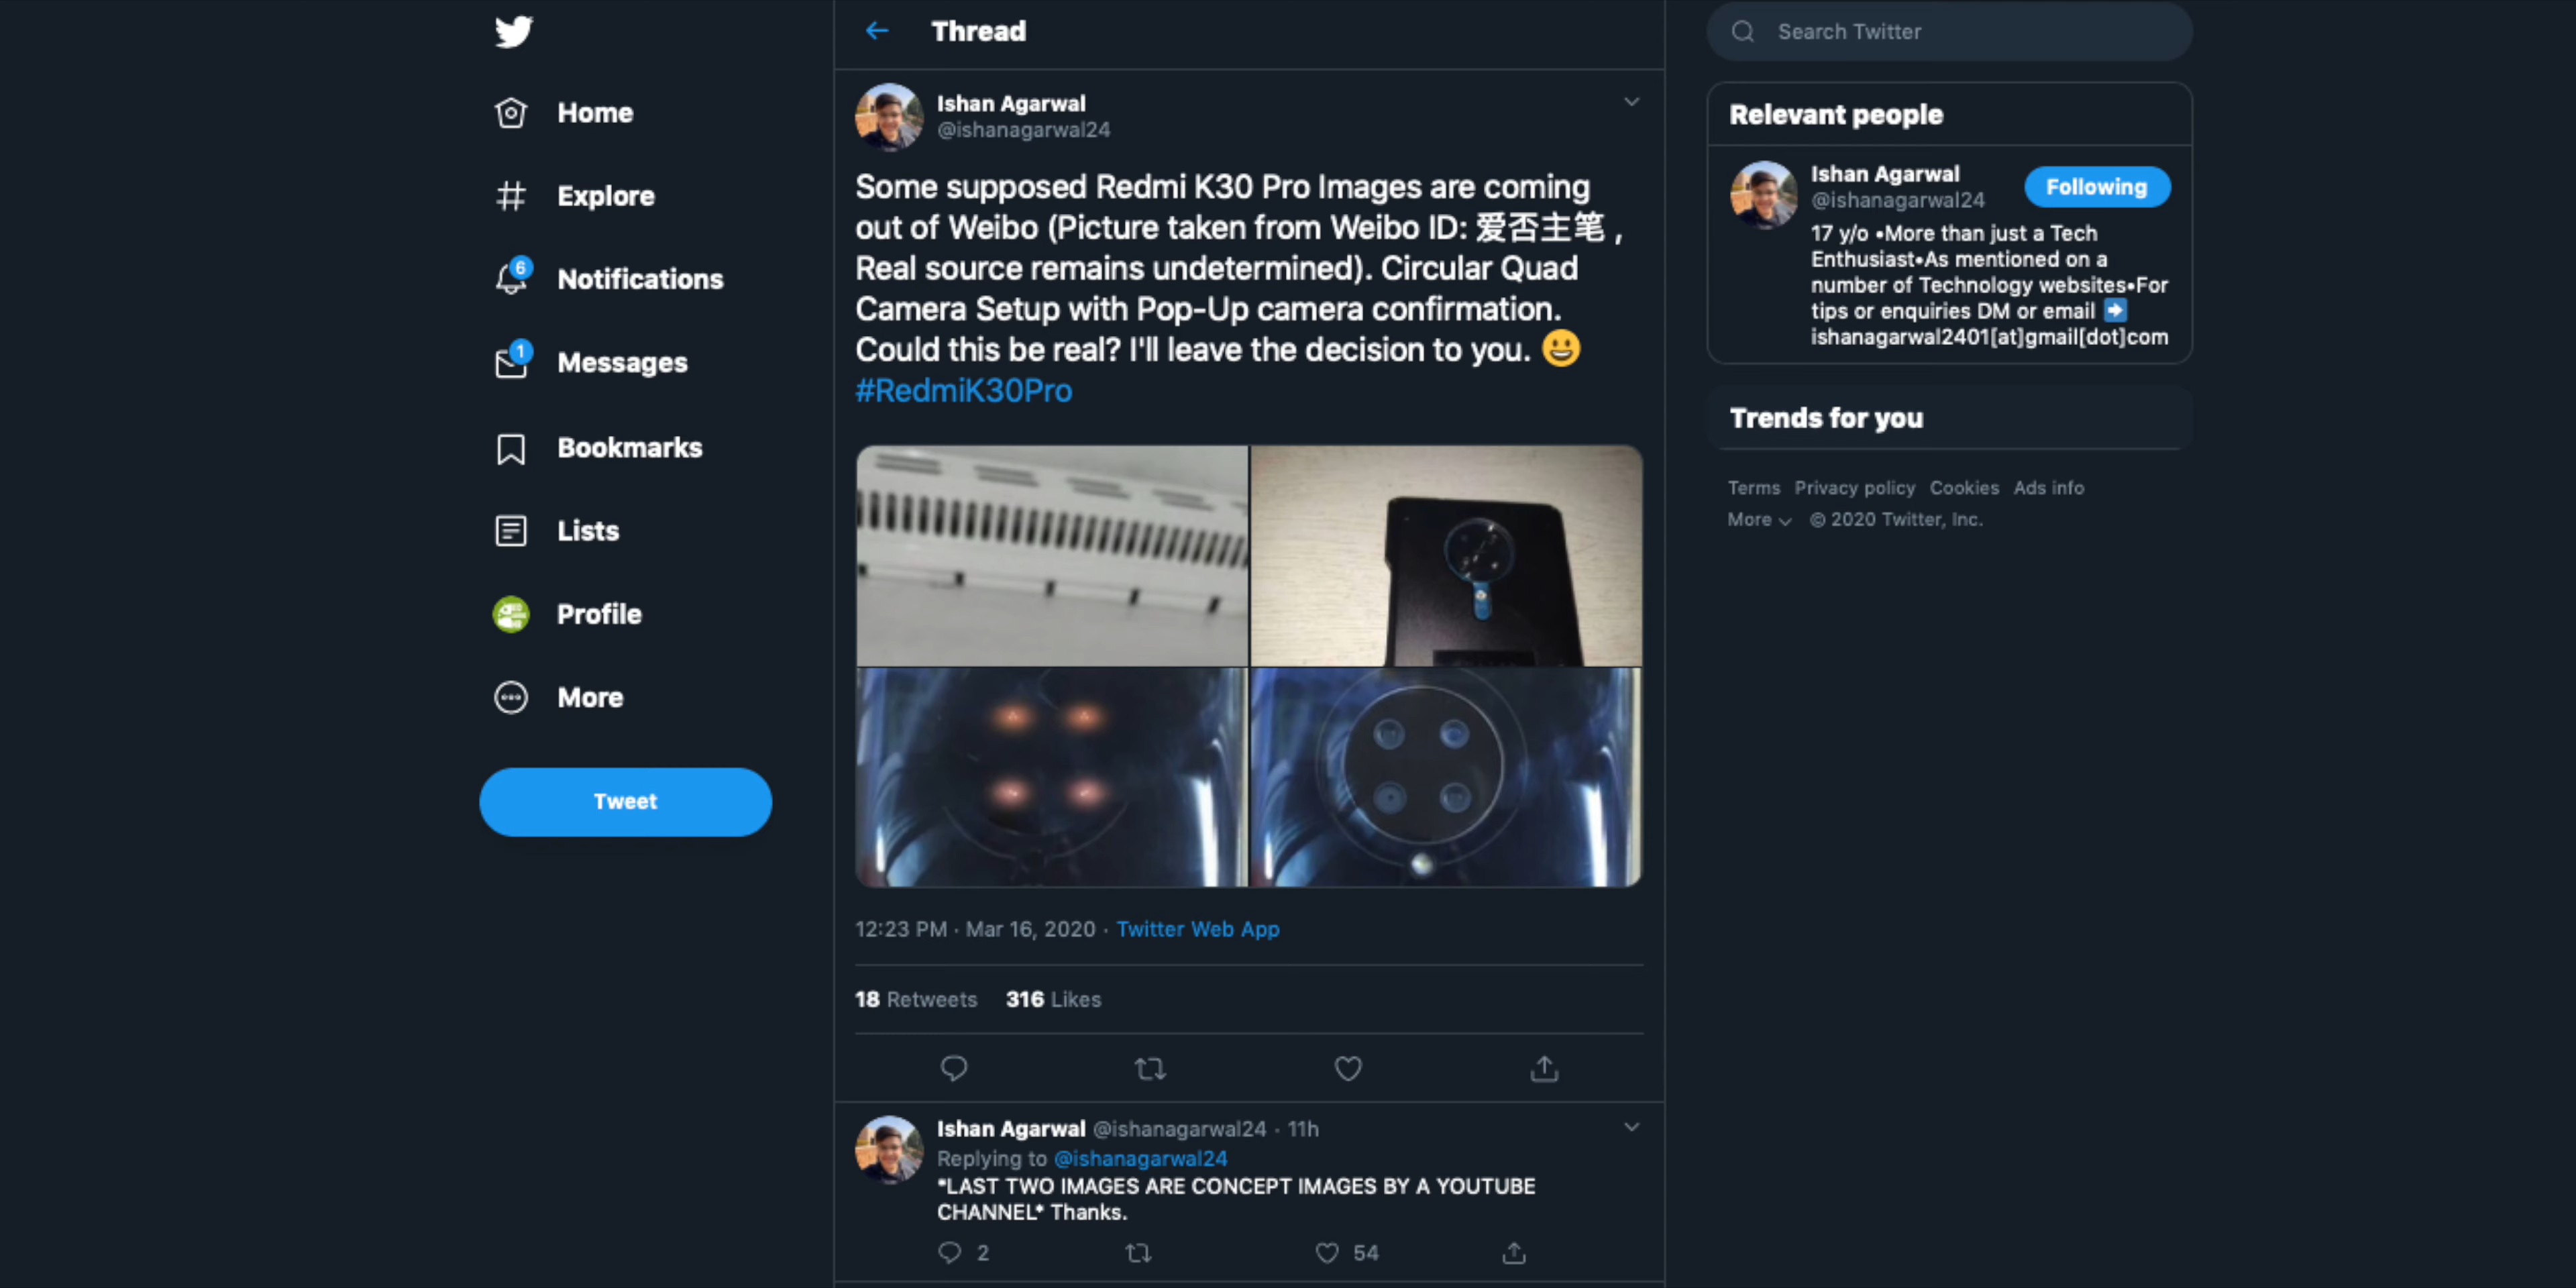 Home
Explore
6
Notifications
1
Messages
Bookmarks
Lists
Profile
More
Tweet
Thread
Ishan Agarwal
@ishanagarwal24
Some supposed Redmi K30 Pro Images are coming
out of Weibo (Picture taken from Weibo ID: 爱否主笔 ,
Real source remains undetermined). Circular Quad
Camera Setup with Pop-Up camera confirmation.
Could this be real? I'll leave the decision to you. 😀
#RedmiK30Pro
12:23 PM · Mar 16, 2020 · Twitter Web App
18 Retweets 316 Likes
Ishan Agarwal @ishanagarwal24 · 11h
Replying to @ishanagarwal24
*LAST TWO IMAGES ARE CONCEPT IMAGES BY A YOUTUBE
CHANNEL* Thanks.
2 54
Search Twitter
Relevant people
Ishan Agarwal
@ishanagarwal24
Following
17 y/o •More than just a Tech
Enthusiast•As mentioned on a
number of Technology websites•For
tips or enquiries DM or email ➡
ishanagarwal2401[at]gmail[dot]com
Trends for you
Terms Privacy policy Cookies Ads info
More © 2020 Twitter, Inc.